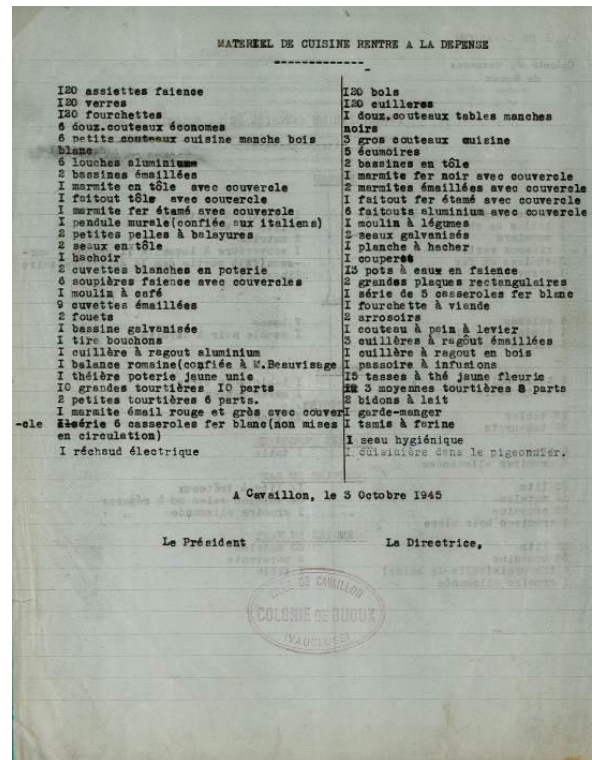 MATERIEL DE CUISINE RENTRE A LA DEPENSE
I20 assiettes faience
I20 verres
I20 fourchettes
6 douz.couteaux économes
6 petits couteaux cuisine manche bois
blanc
6 louches aluminium
2 bassines émaillées
I marmite en tôle avec couvercle
I faitout tôle avec coucercle
I marmite fer étamé avec couvercle
I pendule murale(confiée aux italiens)
2 petites pelles à balayures
2 seaux en tôle
I hachoir
2 cuvettes blanches en poterie
6 soupières faience avec couvercles
I moulin à café
9 cuvettes émaillées
2 fouets
I bassine galvanisée
I tire bouchons
I cuillère à ragout aluminium
I balance romaine(confiée à M.Beauvisage
I théière poterie jaune unie
I0 grandes tourtières I0 parts
2 petites tourtières 6 parts.
I marmite émail rouge et grès avec couver
-cle série 6 casseroles fer blanc(non mises
en circulation)
I réchaud électrique
I20 bols
I20 cuilleres
I douz.couteaux tables manches
noirs
3 gros couteaux cuisine
5 écumoires
2 bassines en tôle
I marmite fer noir avec couvercle
2 marmites émaillées avec couvercle
I faitout fer étamé avec couvercle
6 faitouts aluminium avec couvercle
I moulin à légumes
2 seaux galvanisés
I planche à hacher
I couperet
I3 pots à eaux en faience
2 grandes plaques rectangulaires
I série de 5 casseroles fer blanc
I fourchette à viande
2 arrosoirs
I couteau à pain à levier
3 cuillères à ragôut émaillées
I cuillère à ragout en bois
I passoire à infusions
I5 tasses à thé jaune fleurie
3 moyennes tourtières 8 parts
2 bidons à lait
I garde-manger
I tamis à farine
I seau hygiénique
I cuisinière dans le pigeonnier.
A Cavaillon, le 3 Octobre 1945
Le Président
La Directrice,
VILLE DE CAVAILLON
COLONIE DE BUOUX
(VAUCLUSE)